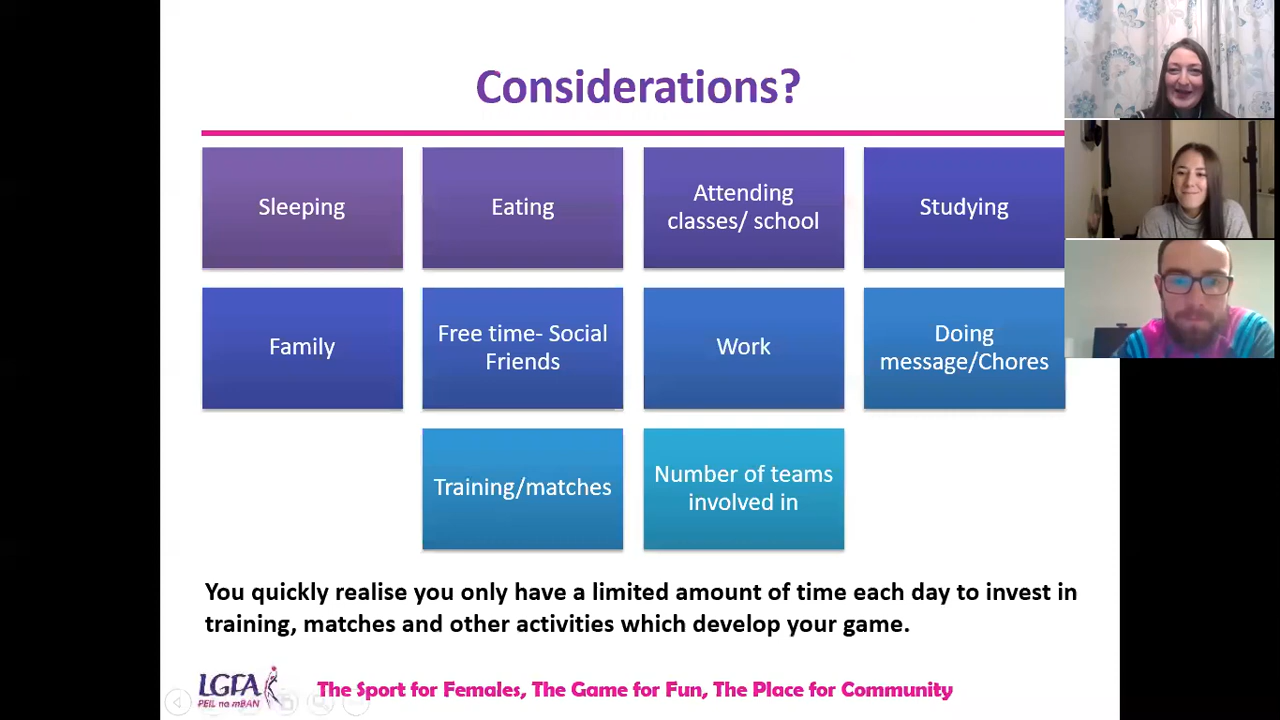 Considerations?
Sleeping
Eating
Attending
classes/ school
Studying
Family
Free time- Social
Friends
Work
Doing
message/Chores
Training/matches
Number of teams
involved in
You quickly realise you only have a limited amount of time each day to invest in
training, matches and other activities which develop your game.
LGFA
PEIL na mBAN
The Sport for Females, The Game for Fun, The Place for Community